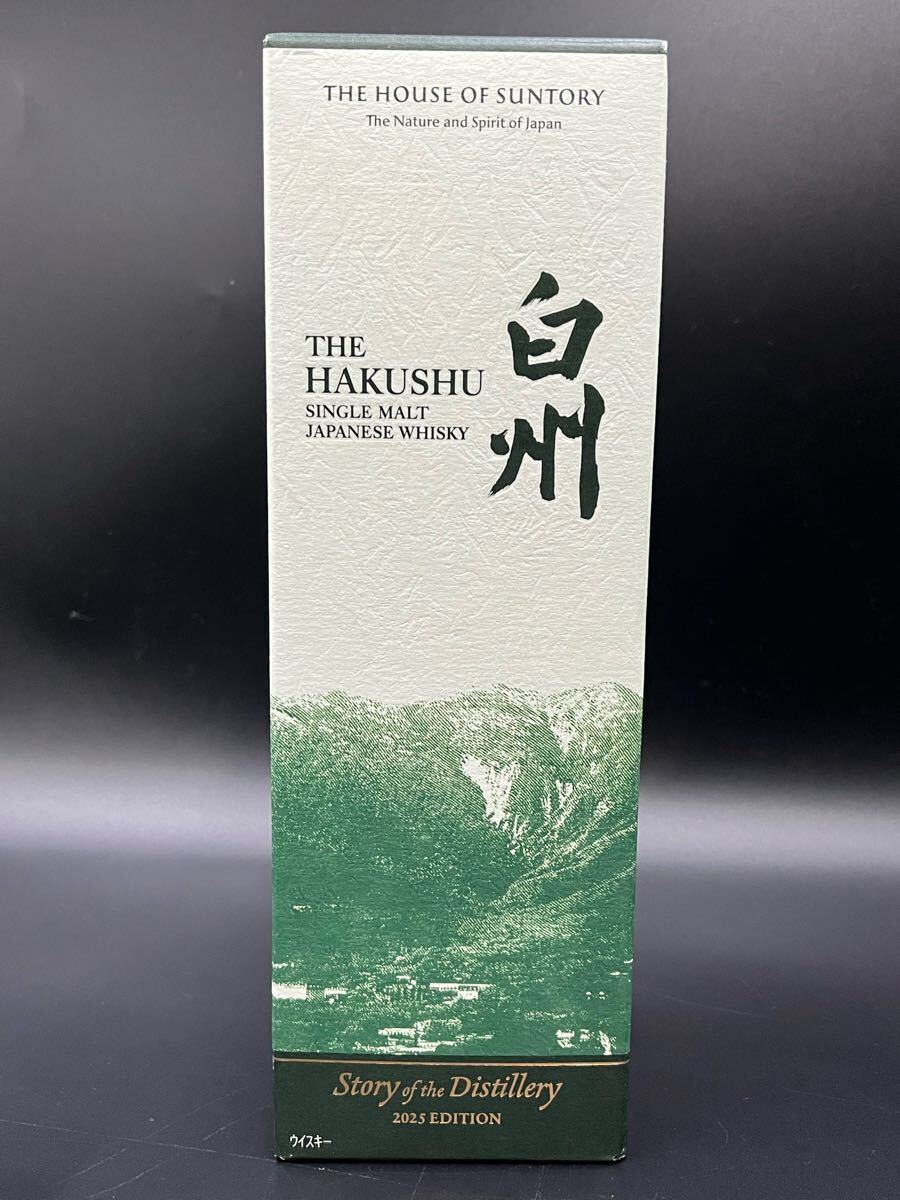 THE HOUSE OF SUNTORY
The Nature and Spirit of Japan
白州
THE
HAKUSHU
SINGLE MALT
JAPANESE WHISKY
Story of the Distillery
2025 EDITION
ウイスキー